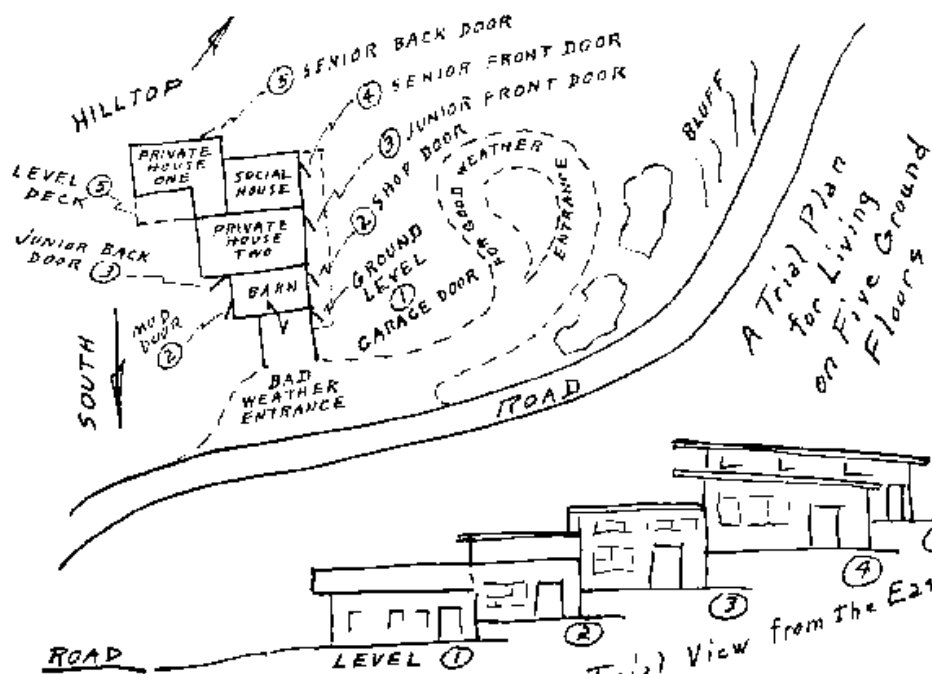 HILLTOP
⑤ SENIOR BACK DOOR
④ SENIOR FRONT DOOR
③ JUNIOR FRONT DOOR
② SHOP DOOR
GROUND
LEVEL
①
GARAGE DOOR
FOR GOOD WEATHER
ENTRANCE
BLUFF
PRIVATE
HOUSE
ONE
SOCIAL
HOUSE
LEVEL ⑤
DECK
PRIVATE
HOUSE
TWO
JUNIOR BACK
DOOR ③
BARN
MUD
DOOR
②
SOUTH
BAD
WEATHER
ENTRANCE
ROAD
A Trial Plan
for Living
on Five Ground
Floors
ROAD
LEVEL ①
②
③
④
Trial View from the